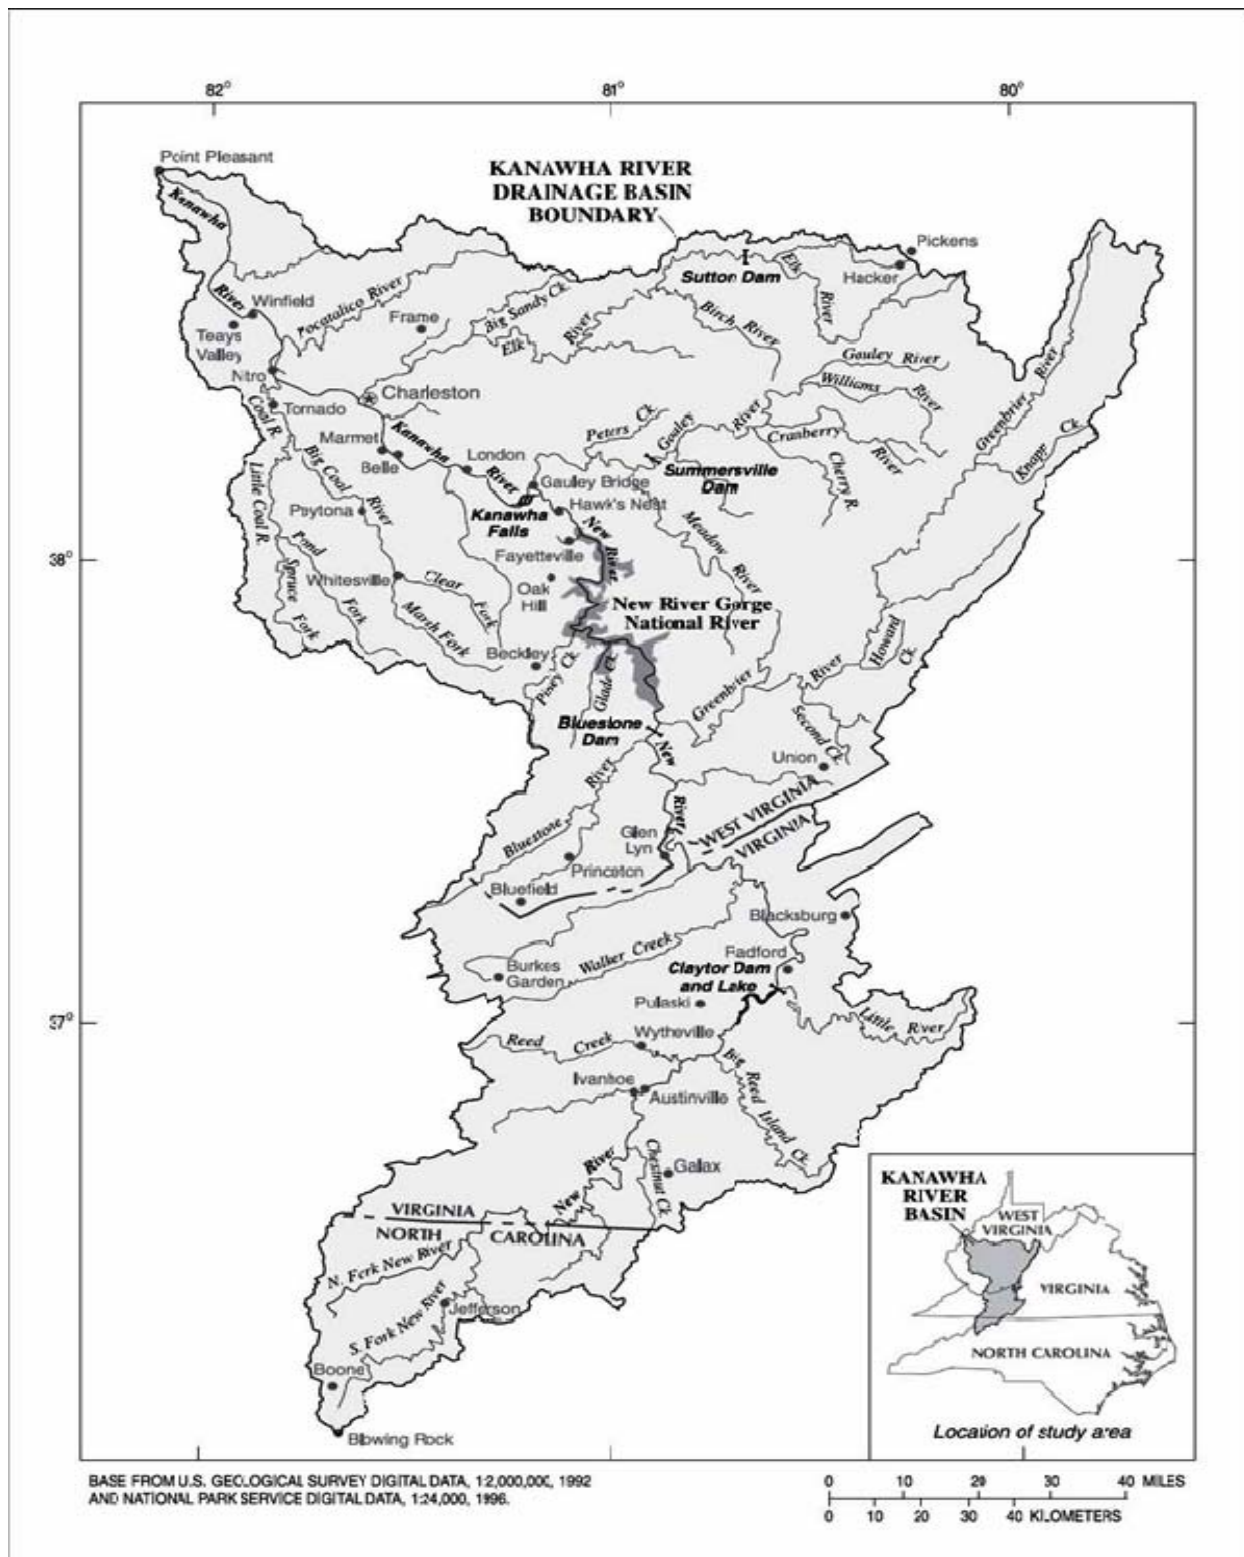 82°
81°
80°
Point Pleasant
KANAWHA RIVER
DRAINAGE BASIN
BOUNDARY
Kanawha
River
Pickens
Hacker
Sutton Dam
Elk
River
Winfield
Pocatalico River
Big Sandy Ck.
Frame
Teays
Valley
Elk
River
Birch River
Nitro
Gauley River
Williams
River
Charleston
Tornado
Coal R.
Peters Ck.
Gauley
River
Cranberry
River
Greenbrier
River
Knapp Ck.
Marmet
Kanawha
River
Belle
London
Cherry R.
Summersville
Dam
Little Coal R.
Big Coal
River
Gauley Bridge
Hawk's Nest
Kanawha
Falls
Peytona
New
River
Meadow
River
38°
Fayetteville
Pond
Fork
Spruce
Fork
Whitesville
Clear
Fork
Marsh Fork
Oak
Hill
New River Gorge
National River
Howard
Ck.
Beckley
Piney Ck.
Glade Ck.
Greenbrier
River
Second Ck.
Bluestone
Dam
New
River
Union
Bluestone
River
Glen
Lyn
WEST VIRGINIA
VIRGINIA
Princeton
Bluefield
Blacksburg
Walker Creek
Radford
Burkes
Garden
Claytor Dam
and Lake
Pulaski
37°
Little River
Reed Creek
Wytheville
Big Reed Island Ck.
Ivanhoe
Austinville
New River
Chestnut Ck.
Galax
VIRGINIA
NORTH CAROLINA
N. Fork New River
S. Fork New River
Jefferson
Boone
Blowing Rock
KANAWHA
RIVER
BASIN
WEST
VIRGINIA
VIRGINIA
NORTH CAROLINA
Location of study area
BASE FROM U.S. GEOLOGICAL SURVEY DIGITAL DATA, 1:2,000,000, 1992
AND NATIONAL PARK SERVICE DIGITAL DATA, 1:24,000, 1996.
0 10 20 30 40 MILES
0 10 20 30 40 KILOMETERS